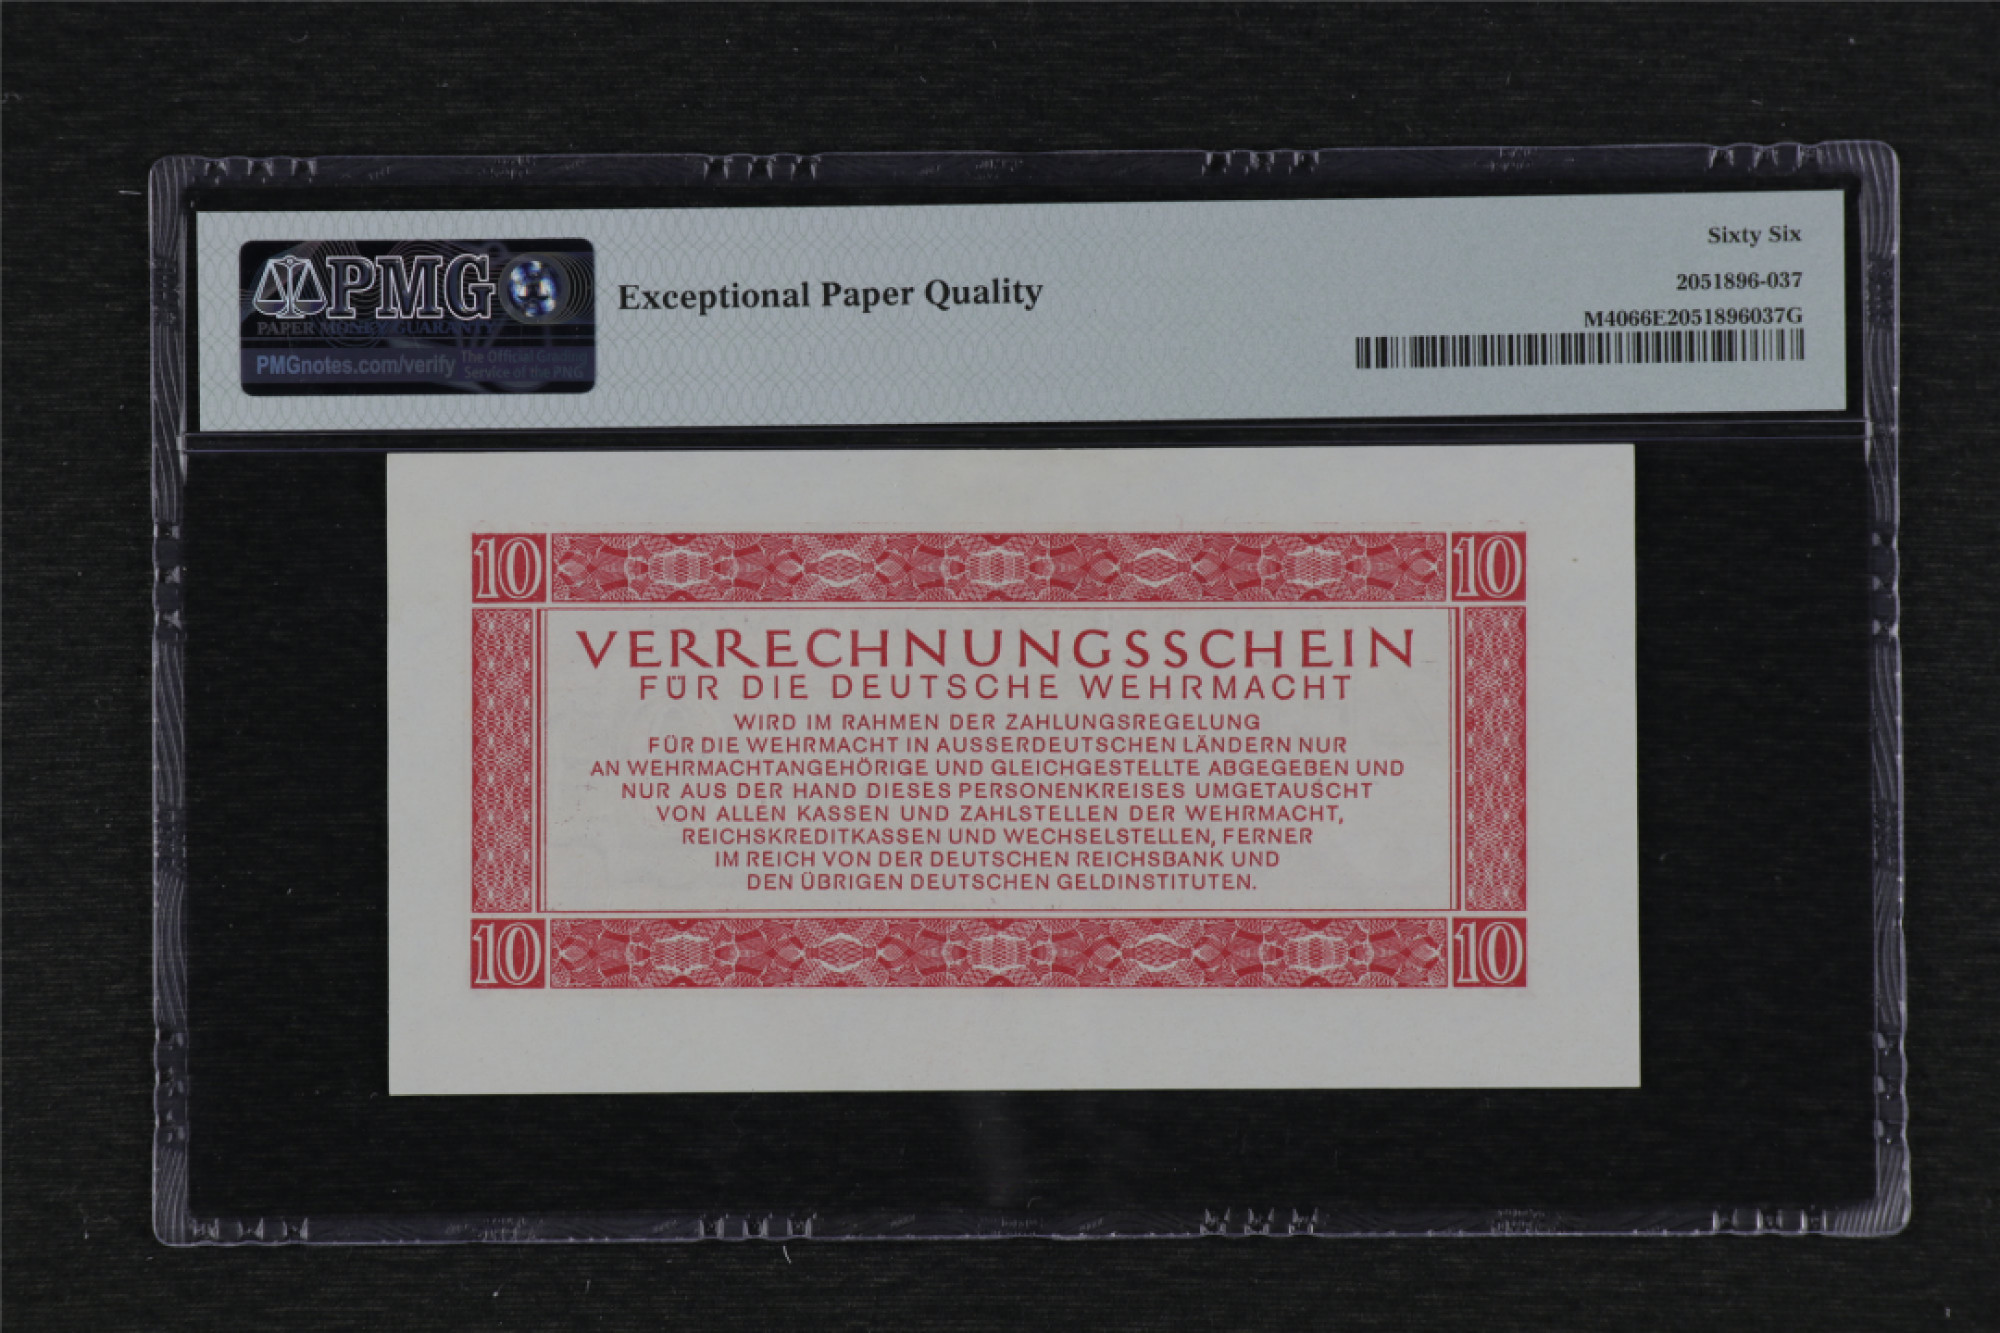 Sixty Six
PMG
PAPER MONEY GUARANTY
PMGnotes.com/verify
The Official Grading
Service of the PNG
Exceptional Paper Quality
2051896-037
M4066E2051896037G
10 10
VERRECHNUNGSSCHEIN
FÜR DIE DEUTSCHE WEHRMACHT
WIRD IM RAHMEN DER ZAHLUNGSREGELUNG
FÜR DIE WEHRMACHT IN AUSSERDEUTSCHEN LÄNDERN NUR
AN WEHRMACHTANGEHÖRIGE UND GLEICHGESTELLTE ABGEGEBEN UND
NUR AUS DER HAND DIESES PERSONENKREISES UMGETAUSCHT
VON ALLEN KASSEN UND ZAHLSTELLEN DER WEHRMACHT,
REICHSKREDITKASSEN UND WECHSELSTELLEN, FERNER
IM REICH VON DER DEUTSCHEN REICHSBANK UND
DEN ÜBRIGEN DEUTSCHEN GELDINSTITUTEN.
10 10